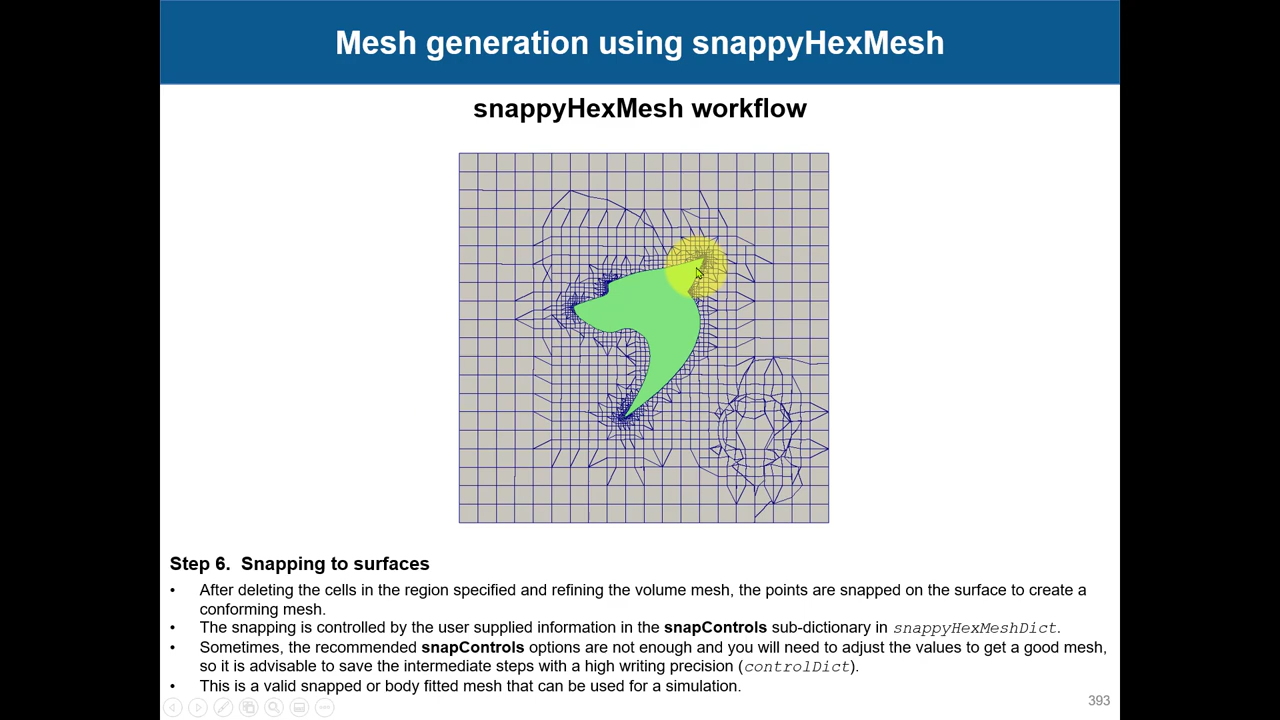 Mesh generation using snappyHexMesh
snappyHexMesh workflow
Step 6. Snapping to surfaces
• After deleting the cells in the region specified and refining the volume mesh, the points are snapped on the surface to create a
conforming mesh.
• The snapping is controlled by the user supplied information in the snapControls sub-dictionary in snappyHexMeshDict.
• Sometimes, the recommended snapControls options are not enough and you will need to adjust the values to get a good mesh,
so it is advisable to save the intermediate steps with a high writing precision (controlDict).
• This is a valid snapped or body fitted mesh that can be used for a simulation.
393